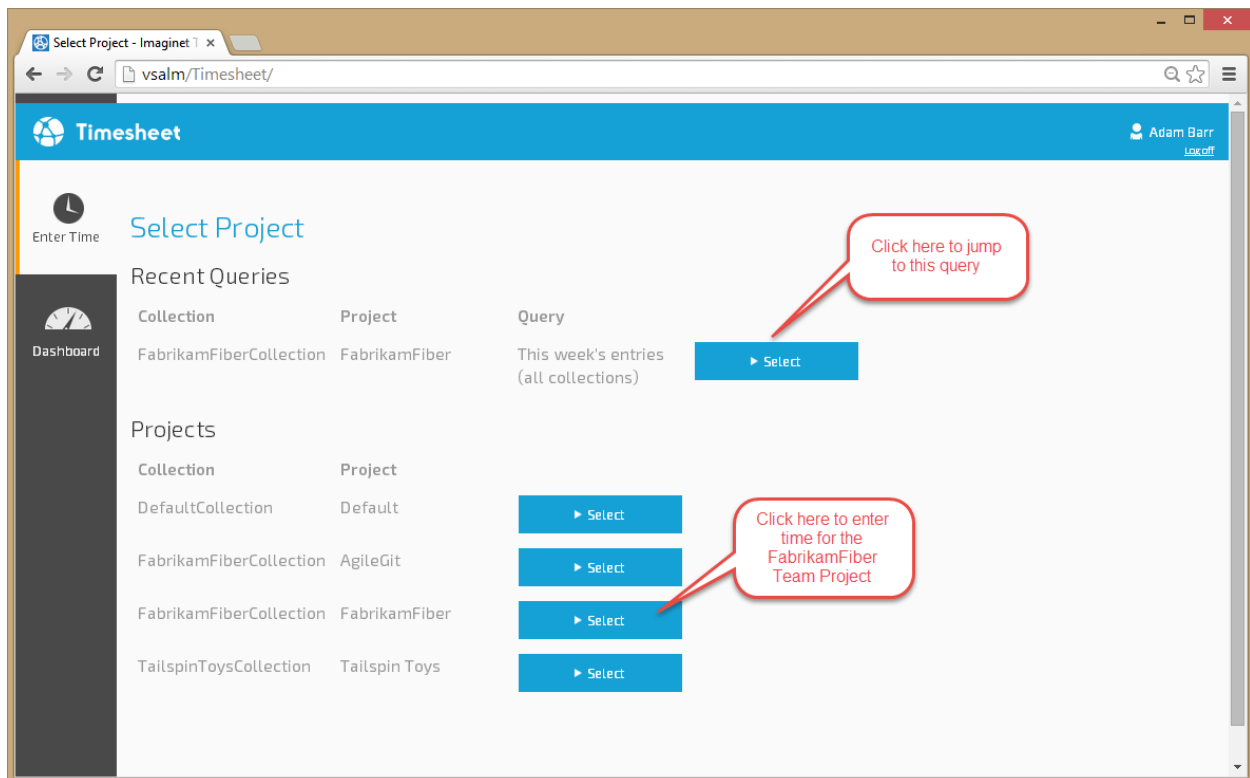 Select Project - Imaginet T
vsalm/Timesheet/
Timesheet
Adam Barr
Log off
Enter Time
Dashboard
Select Project
Recent Queries
Collection Project Query
FabrikamFiberCollection FabrikamFiber This week's entries
(all collections)
Select
Click here to jump
to this query
Projects
Collection Project
DefaultCollection Default Select
FabrikamFiberCollection AgileGit Select
FabrikamFiberCollection FabrikamFiber Select
TailspinToysCollection Tailspin Toys Select
Click here to enter
time for the
FabrikamFiber
Team Project